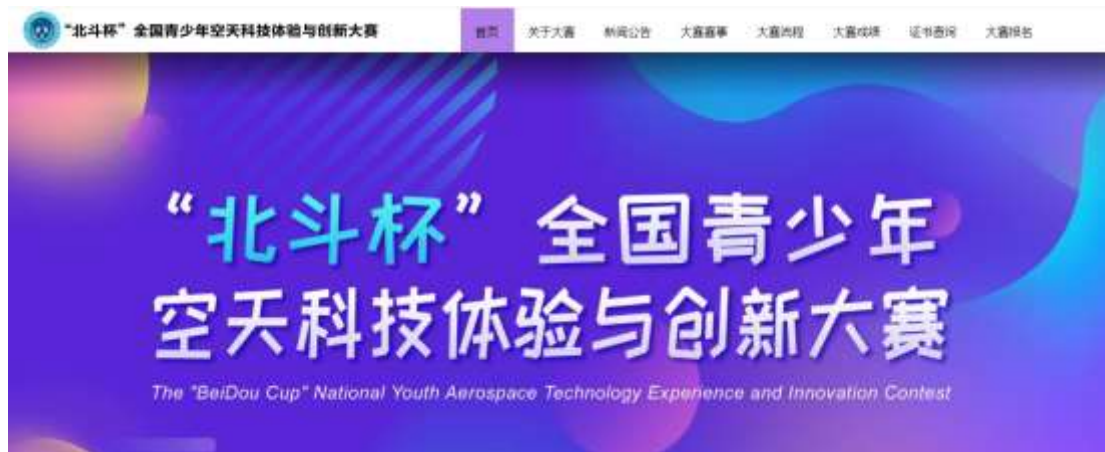 “北斗杯”全国青少年空天科技体验与创新大赛
首页 关于大赛 新闻公告 大赛赛事 大赛流程 大赛成绩 证书查询 大赛报名
“北斗杯”全国青少年
空天科技体验与创新大赛
The "BeiDou Cup" National Youth Aerospace Technology Experience and Innovation Contest